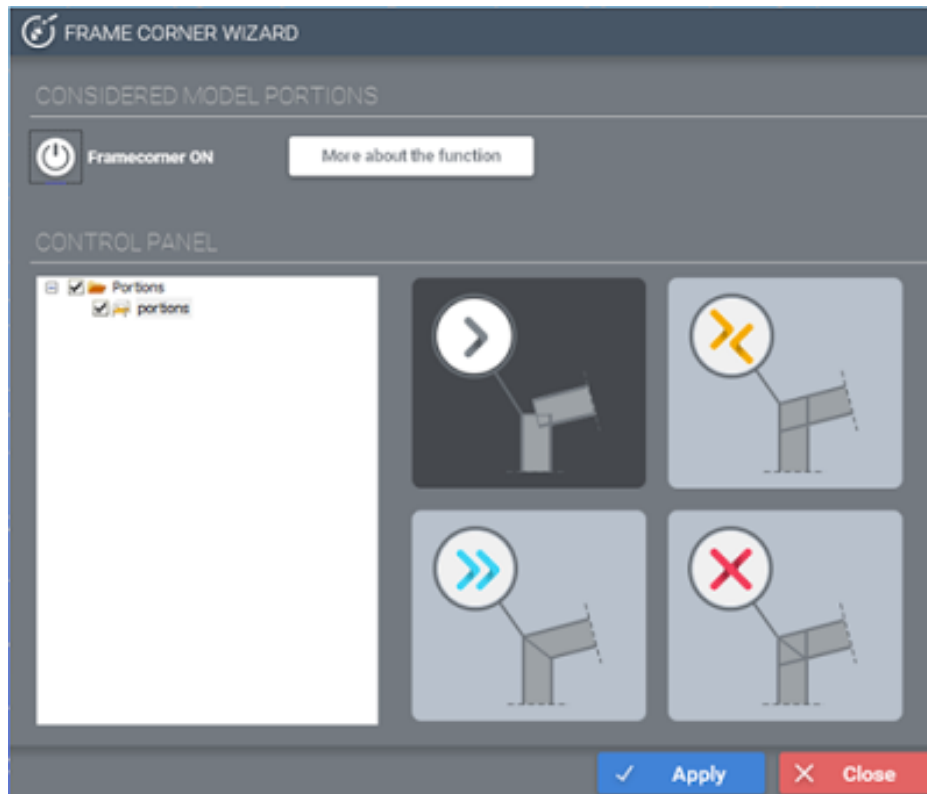 FRAME CORNER WIZARD
CONSIDERED MODEL PORTIONS
Framecorner ON
More about the function
CONTROL PANEL
Portions
portions
Apply
Close